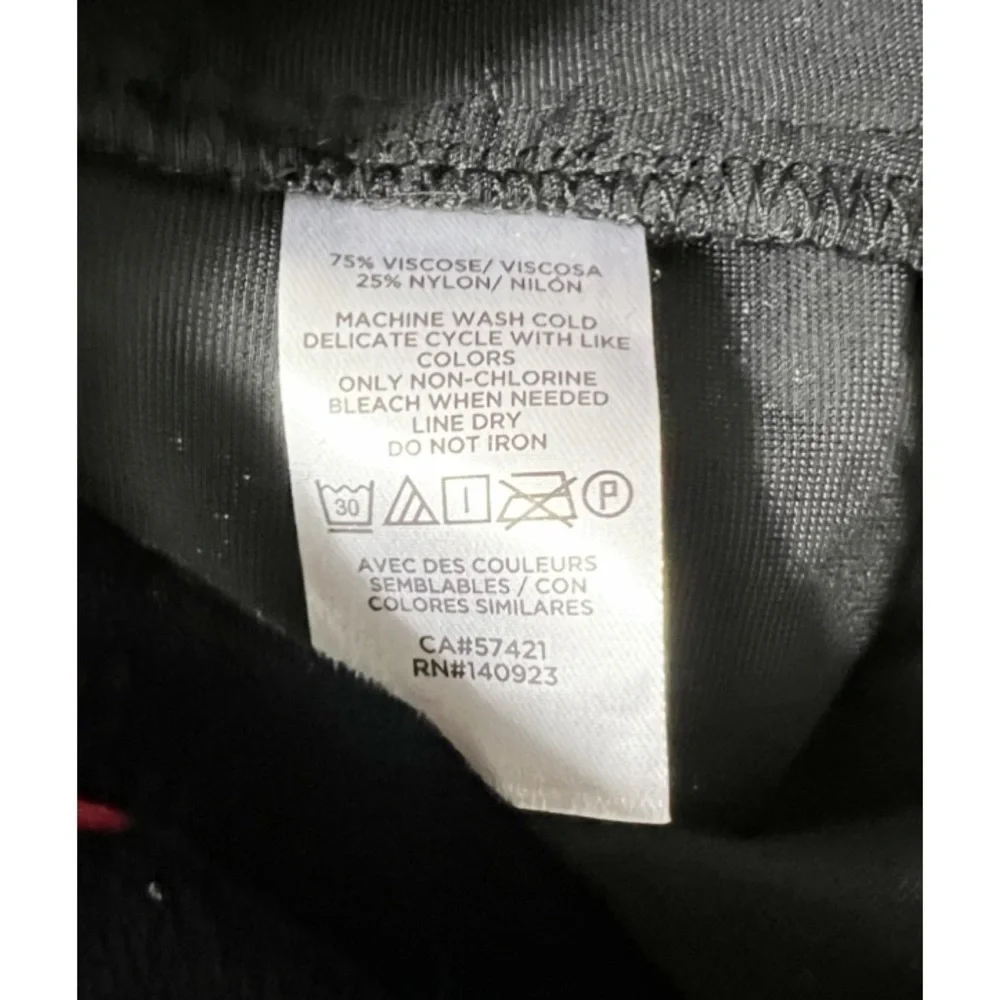 75% VISCOSE/ VISCOSA
25% NYLON/ NILÓN
MACHINE WASH COLD
DELICATE CYCLE WITH LIKE
COLORS
ONLY NON-CHLORINE
BLEACH WHEN NEEDED
LINE DRY
DO NOT IRON
30 P
AVEC DES COULEURS
SEMBLABLES / CON
COLORES SIMILARES
CA#57421
RN#140923